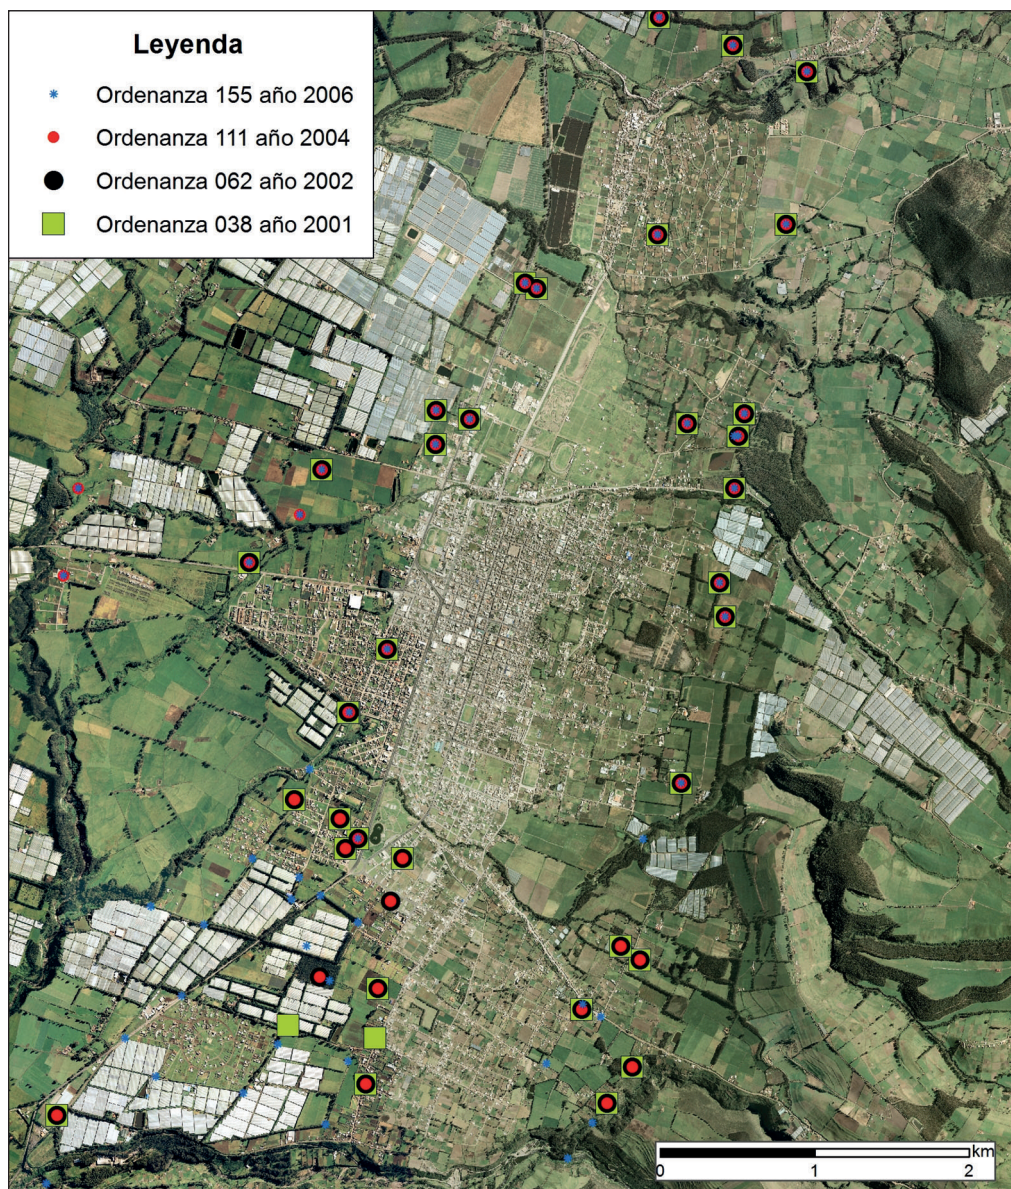 Leyenda
Ordenanza 155 año 2006
Ordenanza 111 año 2004
Ordenanza 062 año 2002
Ordenanza 038 año 2001
km
0 1 2